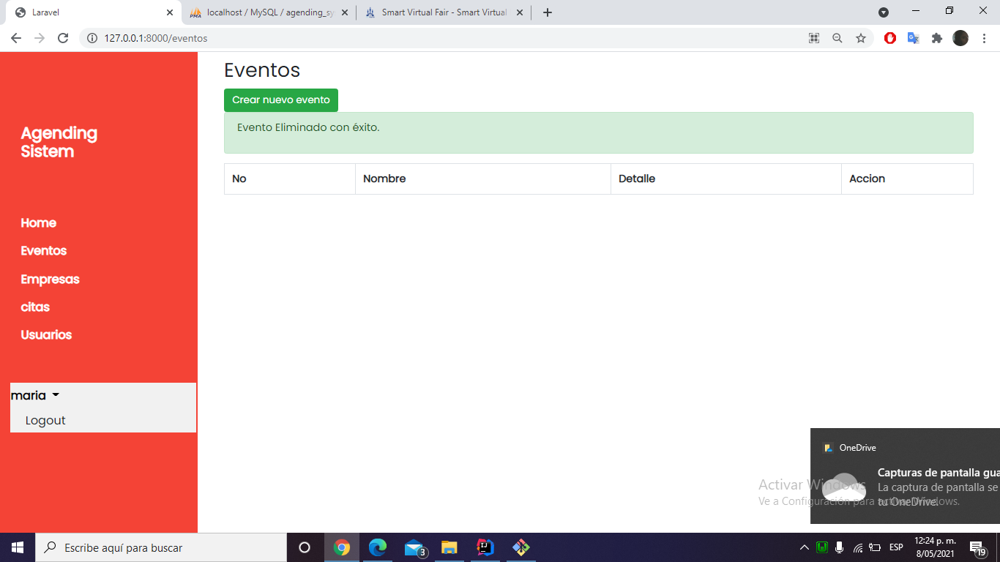 Laravel
localhost / MySQL / agending_sy
Smart Virtual Fair - Smart Virtual
127.0.0.1:8000/eventos
Agending
Sistem
Home
Eventos
Empresas
citas
Usuarios
maria
Logout
Eventos
Crear nuevo evento
Evento Eliminado con éxito.
No Nombre Detalle Accion
OneDrive
Capturas de pantalla gua
La captura de pantalla se
tu OneDrive.
Activar Windows
Ve a Configuración para activar Windows.
Escribe aquí para buscar
3
ESP
12:24 p. m.
8/05/2021
19